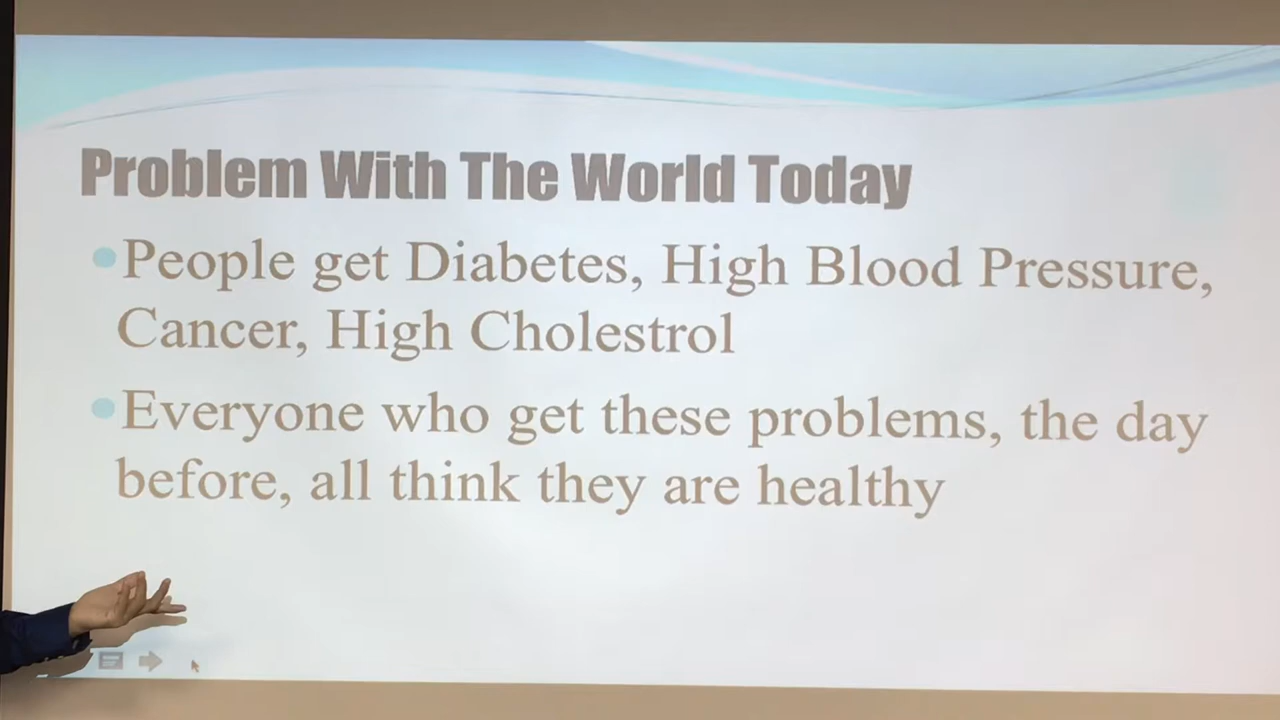 Problem With The World Today
People get Diabetes, High Blood Pressure,
Cancer, High Cholestrol
Everyone who get these problems, the day
before, all think they are healthy